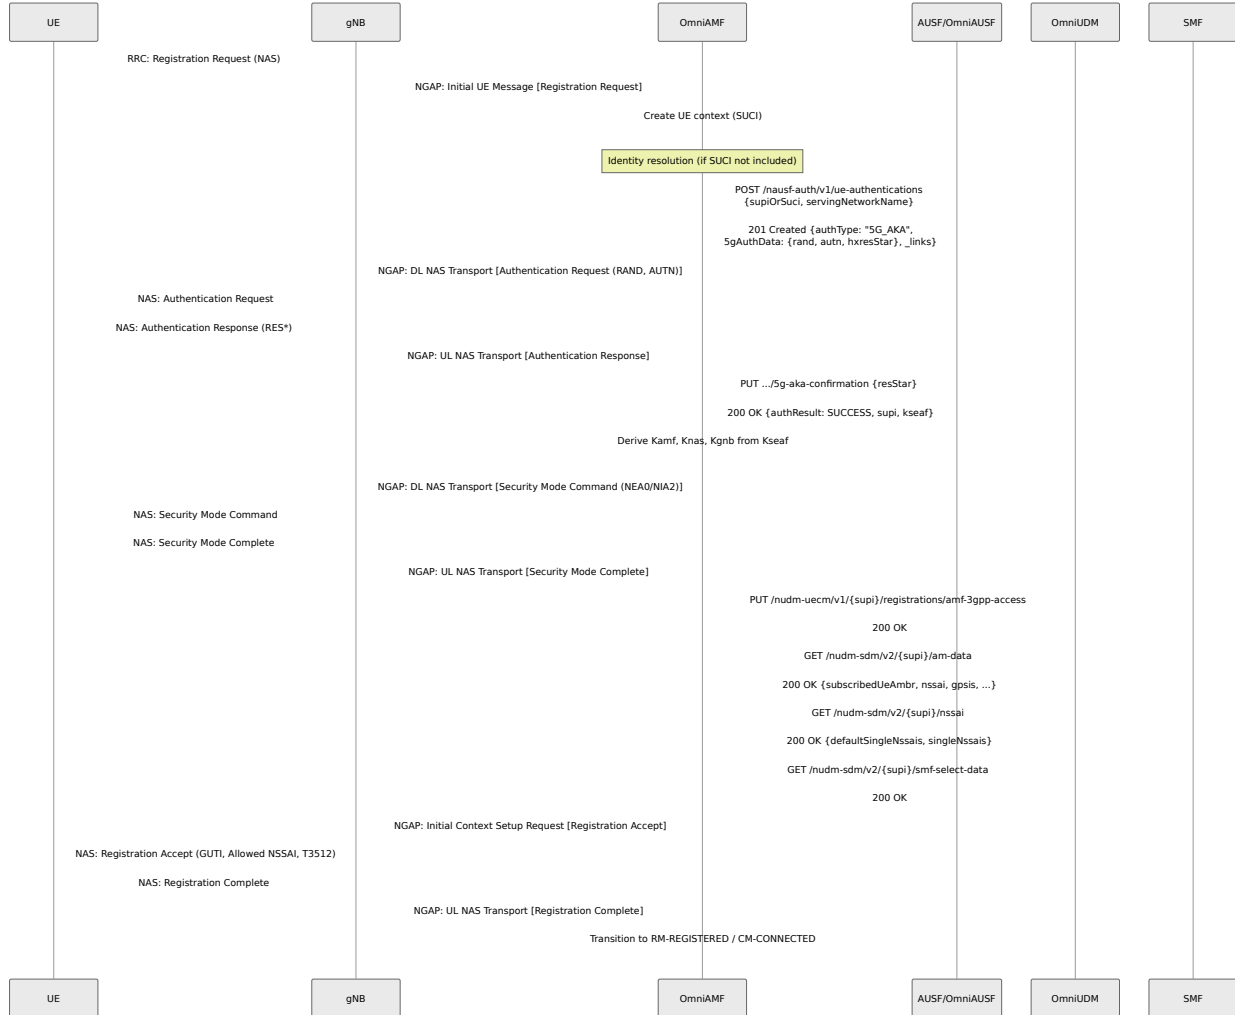 UE
gNB
OmniAMF
AUSF/OmniAUSF
OmniUDM
SMF
RRC: Registration Request (NAS)
NGAP: Initial UE Message [Registration Request]
Create UE context (SUCI)
Identity resolution (if SUCI not included)
POST /nausf-auth/v1/ue-authentications
{supiOrSuci, servingNetworkName}
201 Created {authType: "5G_AKA",
5gAuthData: {rand, autn, hxresStar}, _links}
NGAP: DL NAS Transport [Authentication Request (RAND, AUTN)]
NAS: Authentication Request
NAS: Authentication Response (RES*)
NGAP: UL NAS Transport [Authentication Response]
PUT .../5g-aka-confirmation {resStar}
200 OK {authResult: SUCCESS, supi, kseaf}
Derive Kamf, Knas, Kgnb from Kseaf
NGAP: DL NAS Transport [Security Mode Command (NEA0/NIA2)]
NAS: Security Mode Command
NAS: Security Mode Complete
NGAP: UL NAS Transport [Security Mode Complete]
PUT /nudm-uecm/v1/{supi}/registrations/amf-3gpp-access
200 OK
GET /nudm-sdm/v2/{supi}/am-data
200 OK {subscribedUeAmbr, nssai, gpsis, ...}
GET /nudm-sdm/v2/{supi}/nssai
200 OK {defaultSingleNssais, singleNssais}
GET /nudm-sdm/v2/{supi}/smf-select-data
200 OK
NGAP: Initial Context Setup Request [Registration Accept]
NAS: Registration Accept (GUTI, Allowed NSSAI, T3512)
NAS: Registration Complete
NGAP: UL NAS Transport [Registration Complete]
Transition to RM-REGISTERED / CM-CONNECTED
UE
gNB
OmniAMF
AUSF/OmniAUSF
OmniUDM
SMF